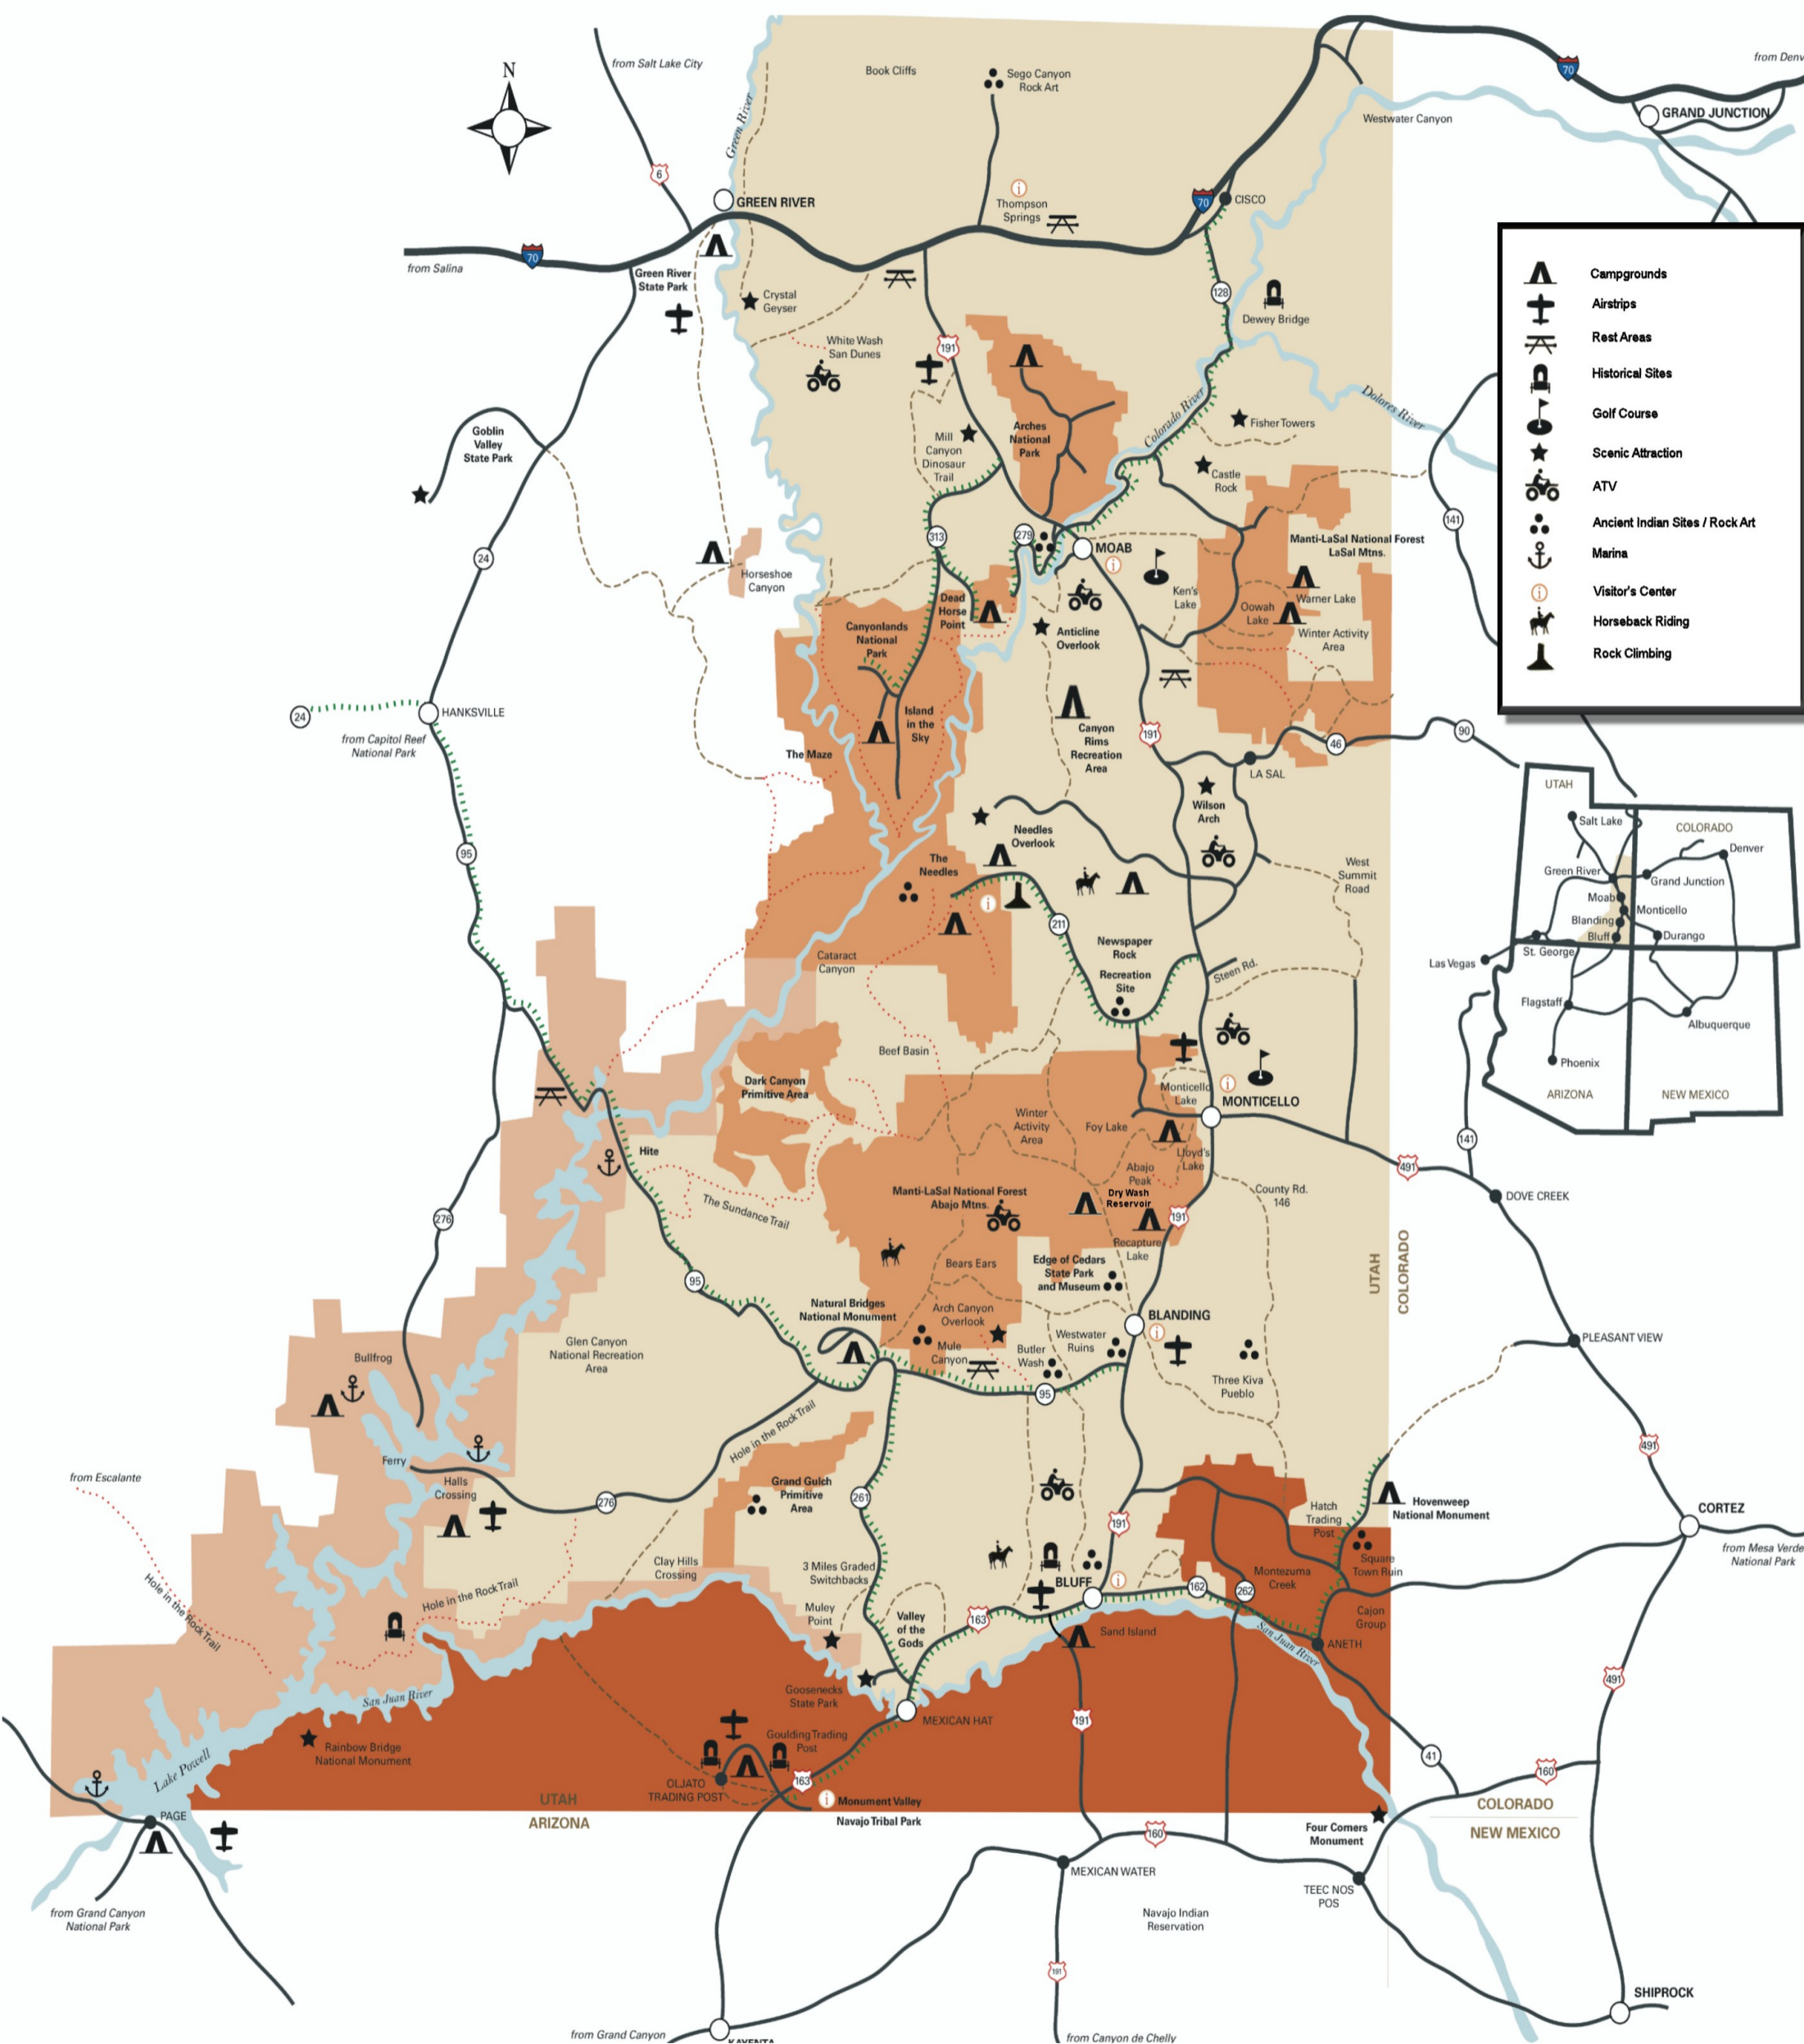 from Salt Lake City
N
Green River
Book Cliffs
Sego Canyon
Rock Art
70
from Denv
GRAND JUNCTION
Westwater Canyon
6
GREEN RIVER
Thompson
Springs
70
CISCO
70
from Salina
Green River
State Park
Crystal
Geyser
128
Dewey Bridge
White Wash
San Dunes
191
Dolores River
Colorado River
Goblin
Valley
State Park
Mill
Canyon
Dinosaur
Trail
Arches
National
Park
Fisher Towers
Castle
Rock
141
24
313
279
MOAB
Manti-LaSal National Forest
LaSal Mtns.
Horseshoe
Canyon
Ken's
Lake
Warner Lake
Oowah
Lake
Winter Activity
Area
Dead
Horse
Point
Canyonlands
National
Park
Anticline
Overlook
Campgrounds
Airstrips
Rest Areas
Historical Sites
Golf Course
Scenic Attraction
ATV
Ancient Indian Sites / Rock Art
Marina
Visitor's Center
Horseback Riding
Rock Climbing
24
HANKSVILLE
from Capitol Reef
National Park
Island
in the
Sky
The Maze
Canyon
Rims
Recreation
Area
191
46
90
LA SAL
Wilson
Arch
UTAH
Salt Lake
COLORADO
Denver
Green River
Grand Junction
Moab
Monticello
Blanding
Bluff
Durango
St. George
Las Vegas
Flagstaff
Albuquerque
Phoenix
ARIZONA
NEW MEXICO
95
Needles
Overlook
The
Needles
West
Summit
Road
211
Newspaper
Rock
Recreation
Site
Steen Rd.
Cataract
Canyon
Beef Basin
Dark Canyon
Primitive Area
Monticello
Lake
MONTICELLO
Winter
Activity
Area
Foy Lake
Lloyd's
Lake
Abajo
Peak
141
491
DOVE CREEK
Hite
The Sundance Trail
Manti-LaSal National Forest
Abajo Mtns.
Dry Wash
Reservoir
191
County Rd.
146
276
Recapture
Lake
Bears Ears
Edge of Cedars
State Park
and Museum
UTAH
COLORADO
95
Natural Bridges
National Monument
Arch Canyon
Overlook
BLANDING
Westwater
Ruins
Mule
Canyon
Butler
Wash
PLEASANT VIEW
Glen Canyon
National Recreation
Area
Bullfrog
95
Three Kiva
Pueblo
Hole in the Rock Trail
491
Ferry
from Escalante
Halls
Crossing
276
Grand Gulch
Primitive
Area
261
191
Hatch
Trading
Post
Hovenweep
National Monument
CORTEZ
from Mesa Verde
National Park
Square
Town Ruin
Clay Hills
Crossing
3 Miles Graded
Switchbacks
BLUFF
162
262
Montezuma
Creek
Hole in the Rock Trail
Hole in the Rock Trail
Muley
Point
Valley
of the
Gods
163
Cajon
Group
Sand Island
San Juan River
ANETH
Goosenecks
State Park
491
San Juan River
MEXICAN HAT
191
Rainbow Bridge
National Monument
Goulding Trading
Post
Lake Powell
OLJATO
TRADING POST
163
41
160
UTAH
ARIZONA
Monument Valley
Navajo Tribal Park
COLORADO
NEW MEXICO
PAGE
Four Corners
Monument
160
MEXICAN WATER
TEEC NOS
POS
from Grand Canyon
National Park
Navajo Indian
Reservation
191
SHIPROCK
from Grand Canyon
KAYENTA
from Canyon de Chelly